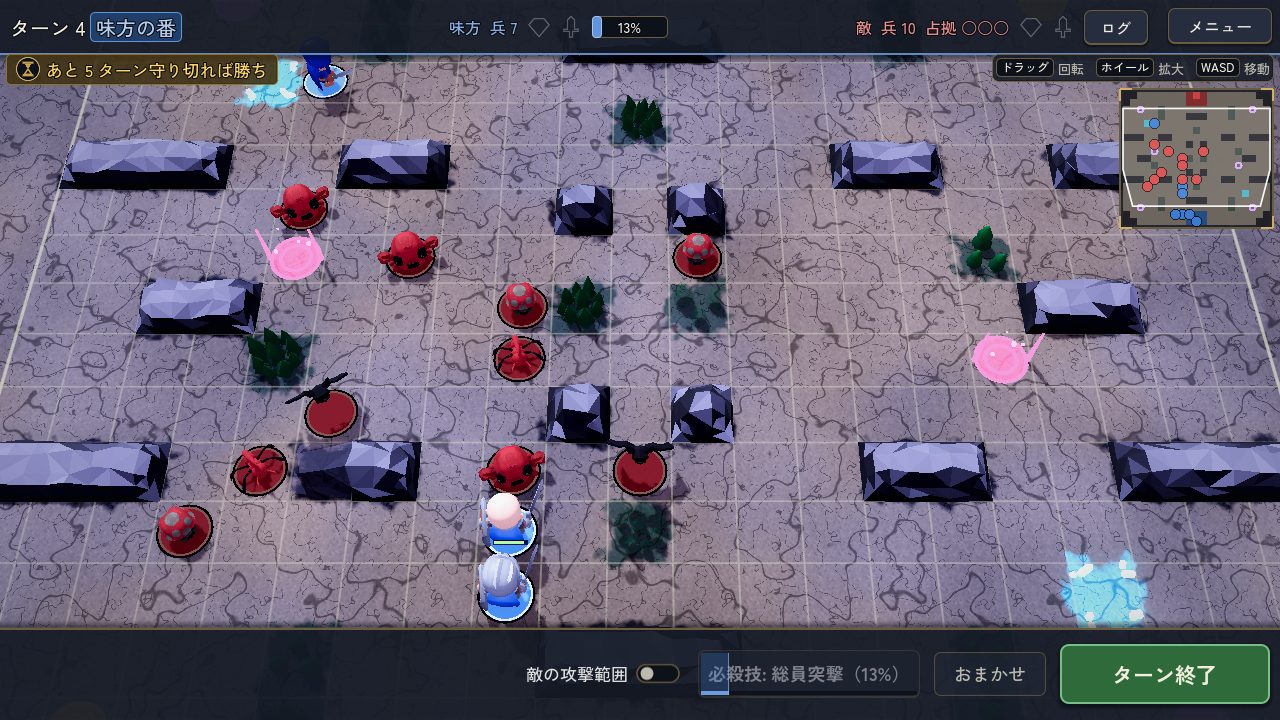 ターン 4 味方の番
味方 兵 7 13%
敵 兵 10 占拠 〇〇〇 ログ メニュー
あと 5 ターン守り切れば勝ち
ドラッグ 回転 ホイール 拡大 WASD 移動
敵の攻撃範囲
必殺技: 総員突撃（13%）
おまかせ
ターン終了